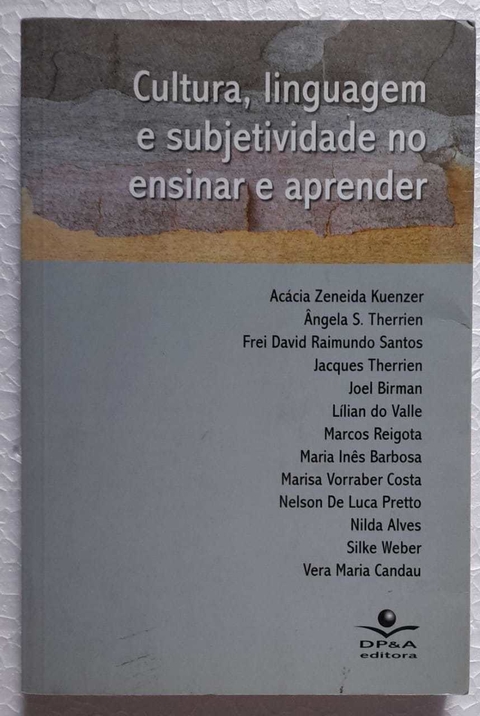 Cultura, linguagem
e subjetividade no
ensinar e aprender
Acácia Zeneida Kuenzer
Ângela S. Therrien
Frei David Raimundo Santos
Jacques Therrien
Joel Birman
Lílian do Valle
Marcos Reigota
Maria Inês Barbosa
Marisa Vorraber Costa
Nelson De Luca Pretto
Nilda Alves
Silke Weber
Vera Maria Candau
DP&A
editora